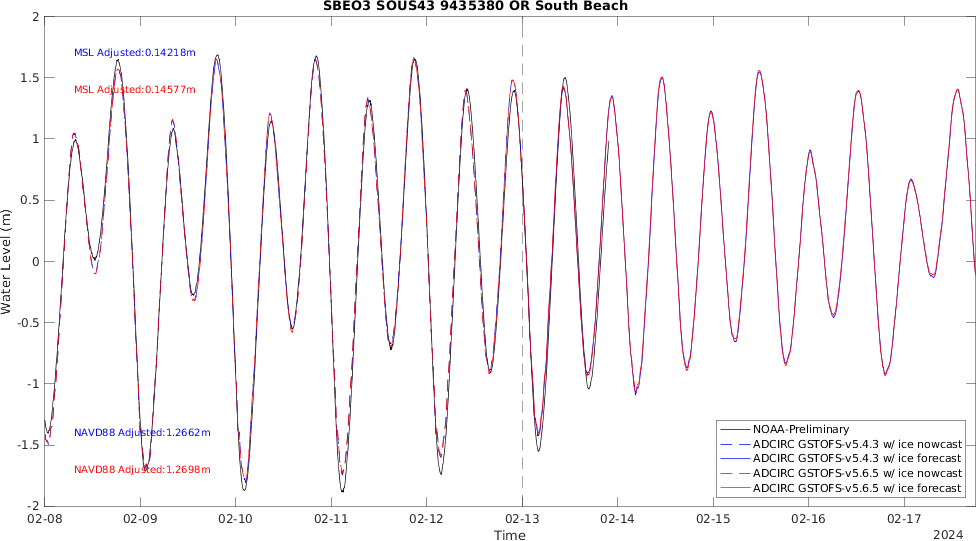 SBEO3 SOUS43 9435380 OR South Beach
2
1.5
1
0.5
0
-0.5
-1
-1.5
-2
Water Level (m)
MSL Adjusted:0.14218m
MSL Adjusted:0.14577m
NAVD88 Adjusted:1.2662m
NAVD88 Adjusted:1.2698m
NOAA-Preliminary
ADCIRC GSTOFS-v5.4.3 w/ ice nowcast
ADCIRC GSTOFS-v5.4.3 w/ ice forecast
ADCIRC GSTOFS-v5.6.5 w/ ice nowcast
ADCIRC GSTOFS-v5.6.5 w/ ice forecast
02-08 02-09 02-10 02-11 02-12 02-13 02-14 02-15 02-16 02-17
Time
2024